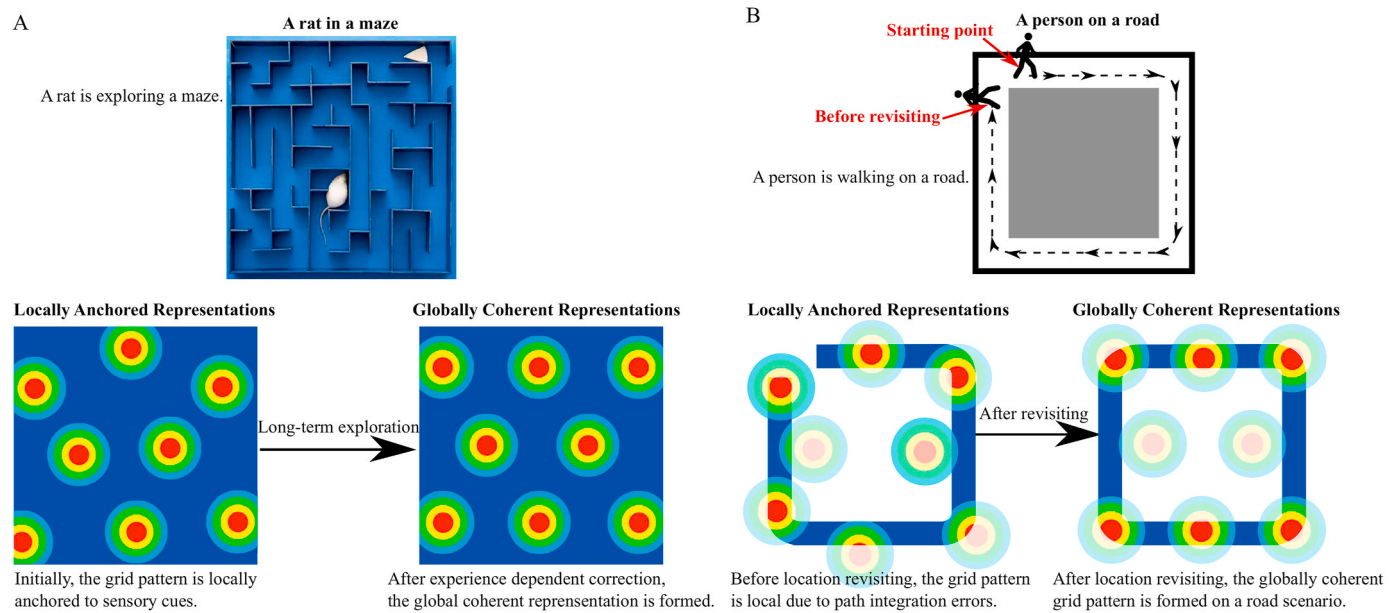 A
A rat in a maze
A rat is exploring a maze.
Locally Anchored Representations
Globally Coherent Representations
Long-term exploration
Initially, the grid pattern is locally
anchored to sensory cues.
After experience dependent correction,
the global coherent reprensentation is formed.
B
A person on a road
Starting point
Before revisiting
A person is walking on a road.
Locally Anchored Representations
Globally Coherent Representations
After revisiting
Before location revisiting, the grid pattern
is local due to path integration errors.
After location revisiting, the globally coherent
grid pattern is formed on a road scenario.